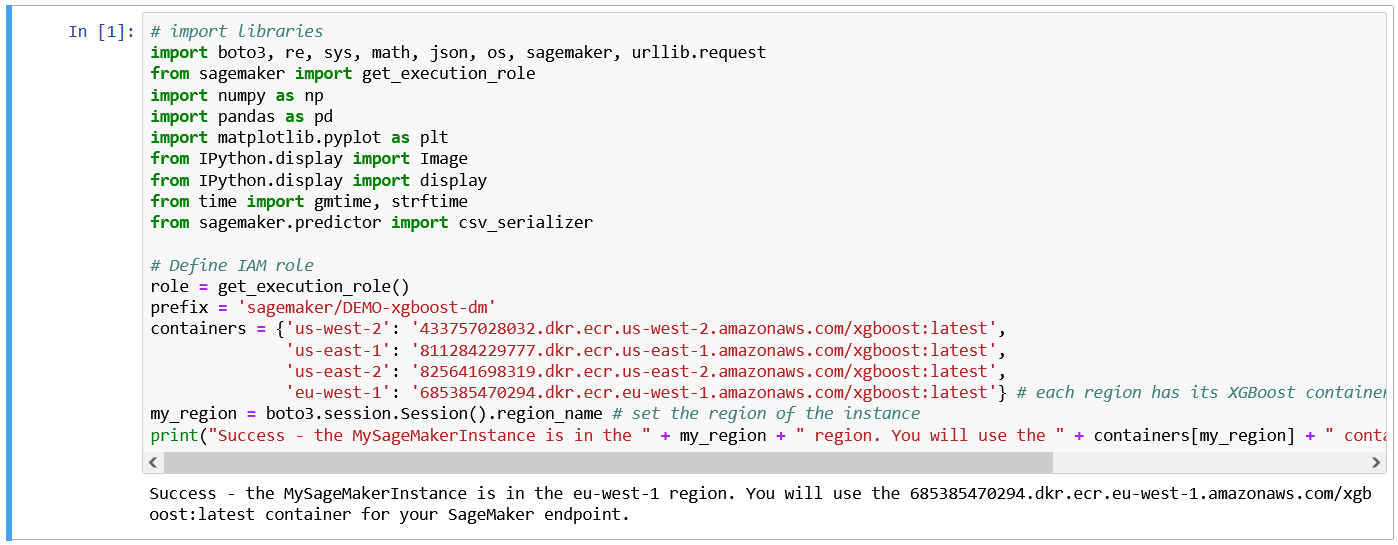 In [1]:
# import libraries
import boto3, re, sys, math, json, os, sagemaker, urllib.request
from sagemaker import get_execution_role
import numpy as np
import pandas as pd
import matplotlib.pyplot as plt
from IPython.display import Image
from IPython.display import display
from time import gmtime, strftime
from sagemaker.predictor import csv_serializer
# Define IAM role
role = get_execution_role()
prefix = 'sagemaker/DEMO-xgboost-dm'
containers = {'us-west-2': '433757028032.dkr.ecr.us-west-2.amazonaws.com/xgboost:latest',
'us-east-1': '811284229777.dkr.ecr.us-east-1.amazonaws.com/xgboost:latest',
'us-east-2': '825641698319.dkr.ecr.us-east-2.amazonaws.com/xgboost:latest',
'eu-west-1': '685385470294.dkr.ecr.eu-west-1.amazonaws.com/xgboost:latest'} # each region has its XGBoost container
my_region = boto3.session.Session().region_name # set the region of the instance
print("Success - the MySageMakerInstance is in the " + my_region + " region. You will use the " + containers[my_region] + " conta
Success - the MySageMakerInstance is in the eu-west-1 region. You will use the 685385470294.dkr.ecr.eu-west-1.amazonaws.com/xgb
oost:latest container for your SageMaker endpoint.